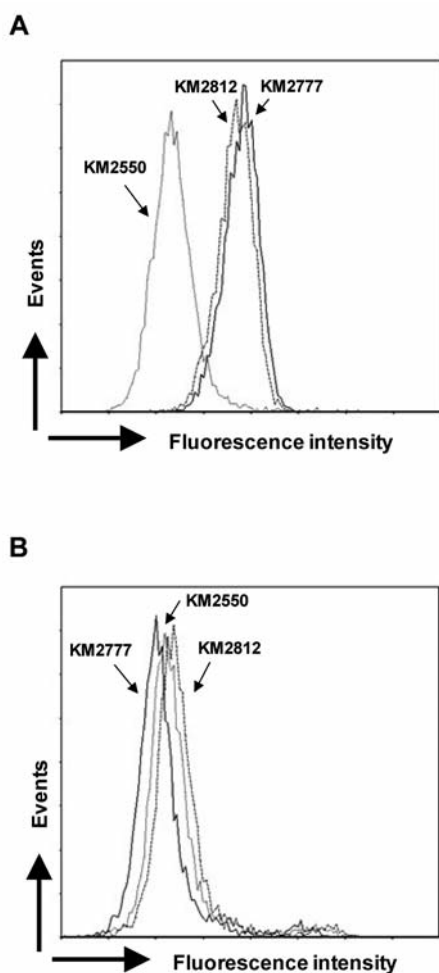 A
KM2812
KM2777
KM2550
Events
Fluorescence intensity
B
KM2550
KM2777
KM2812
Events
Fluorescence intensity